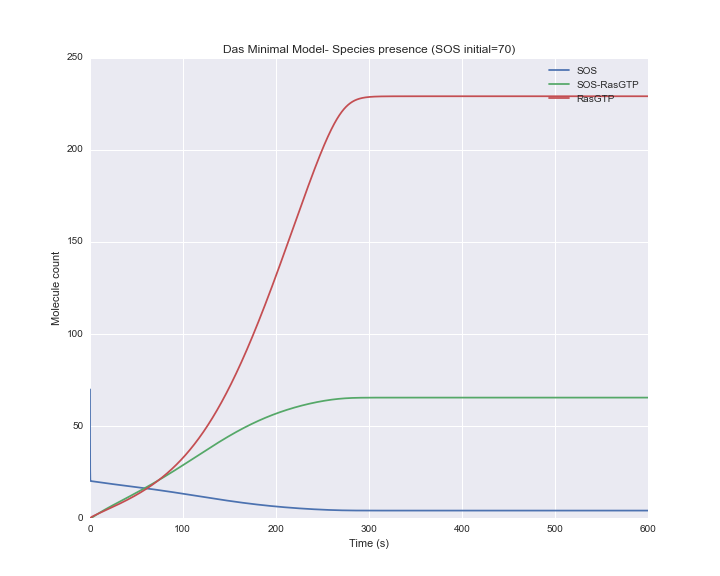 Das Minimal Model- Species presence (SOS initial=70)
250
SOS
SOS-RasGTP
RasGTP
200
150
Molecule count
100
50
0
0 100 200 300 400 500 600
Time (s)